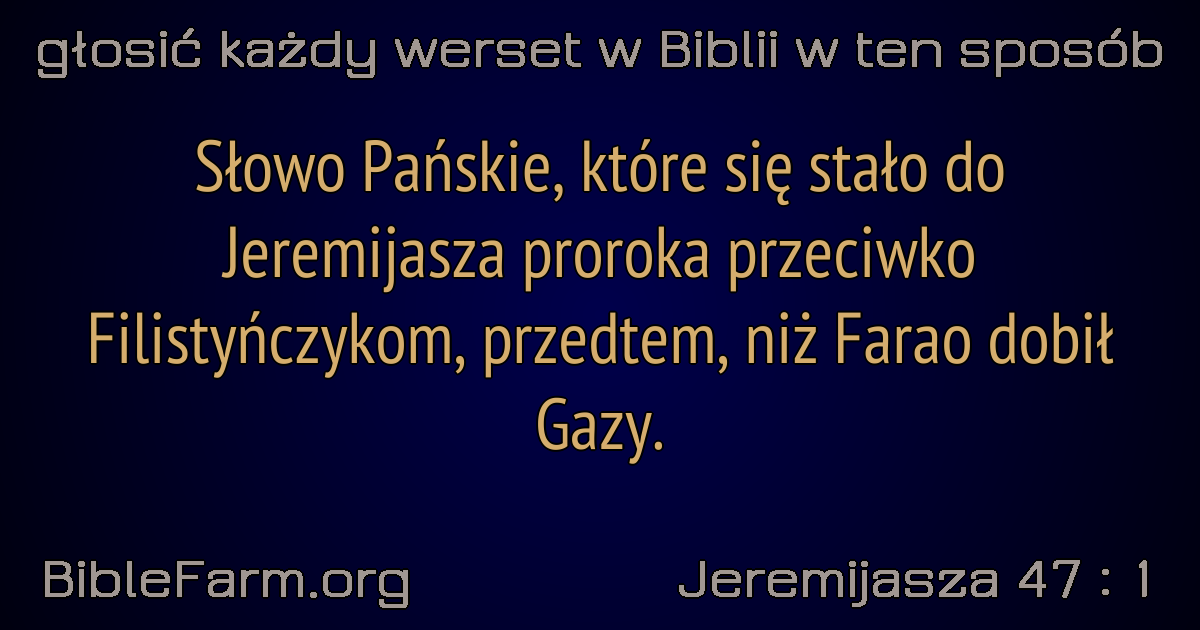 głosić każdy werset w Biblii w ten sposób
Słowo Pańskie, które się stało do
Jeremijasza proroka przeciwko
Filistyńczykom, przedtem, niż Farao dobił
Gazy.
BibleFarm.org
Jeremijasza 47 : 1